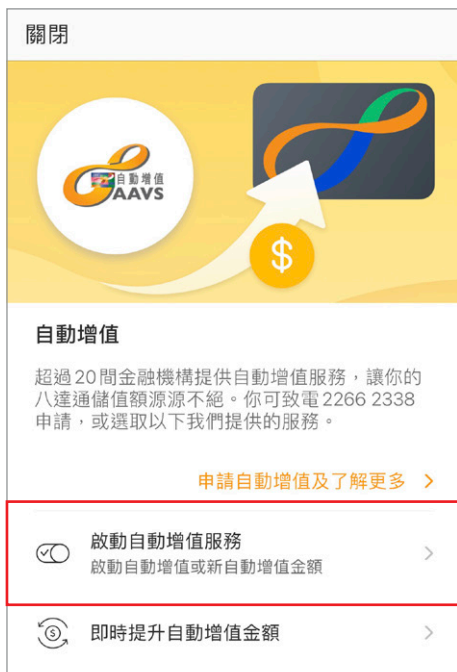 關閉
自動增值
AAVS
$
自動增值
超過20間金融機構提供自動增值服務，讓你的
八達通儲值額源源不絕。你可致電2266 2338
申請，或選取以下我們提供的服務。
申請自動增值及了解更多 >
啟動自動增值服務
啟動自動增值或新自動增值金額
即時提升自動增值金額